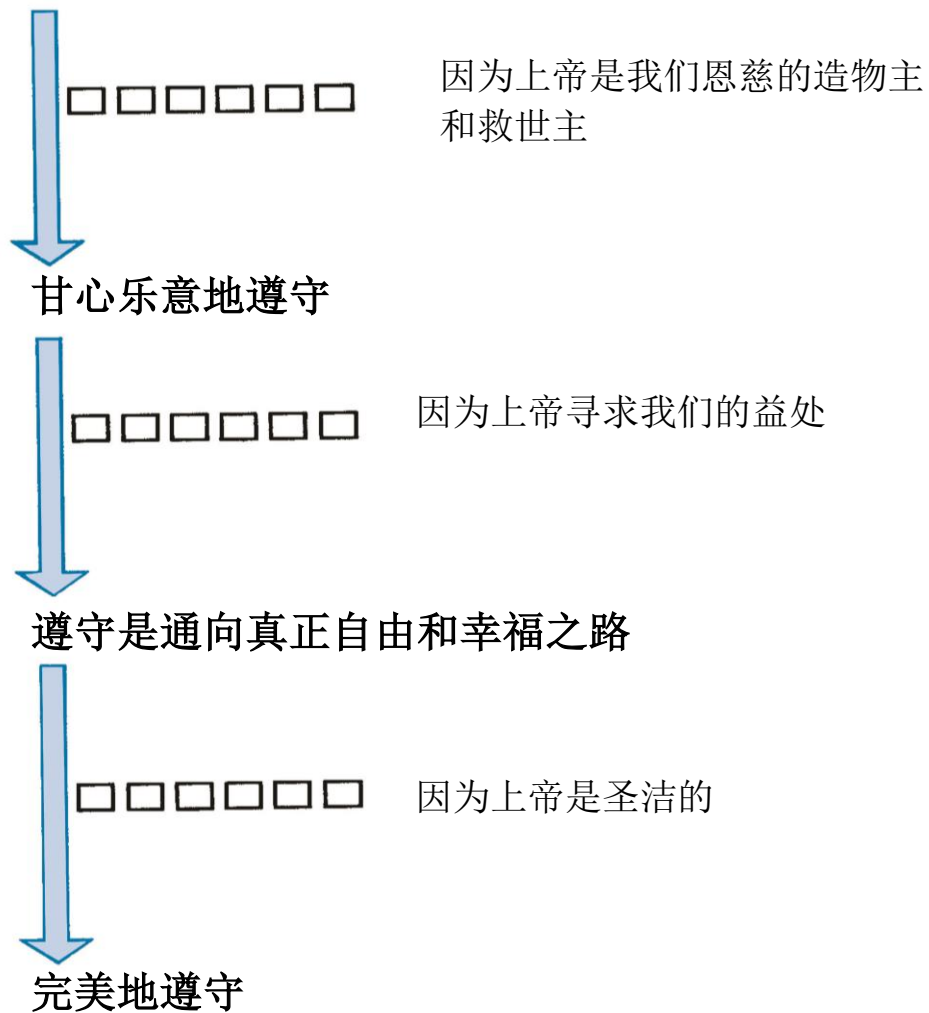 因为上帝是我们恩慈的造物主
和救世主
甘心乐意地遵守
因为上帝寻求我们的益处
遵守是通向真正自由和幸福之路
因为上帝是圣洁的
完美地遵守